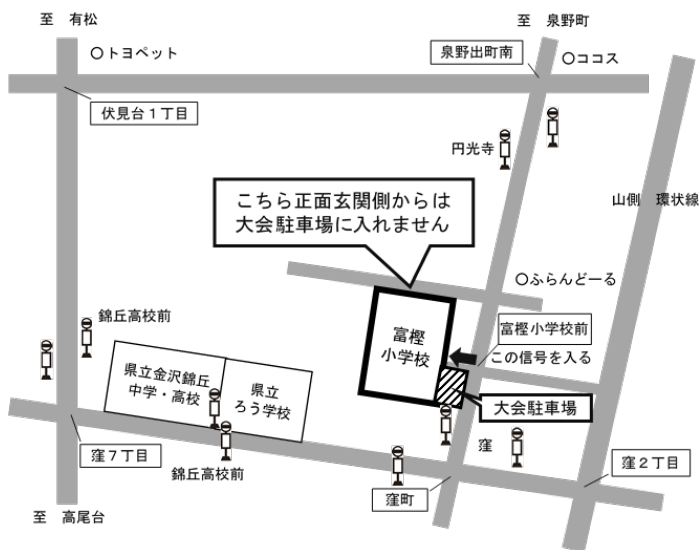 至　有松
至　泉野町
○トヨペット
泉野出町南
○ココス
伏見台１丁目
円光寺
こちら正面玄関側からは
大会駐車場に入れません
山側　環状線
○ふらんどーる
錦丘高校前
富樫
小学校
富樫小学校前
この信号を入る
県立金沢錦丘
中学・高校
県立
ろう学校
大会駐車場
窪
窪７丁目
錦丘高校前
窪町
窪２丁目
至　高尾台